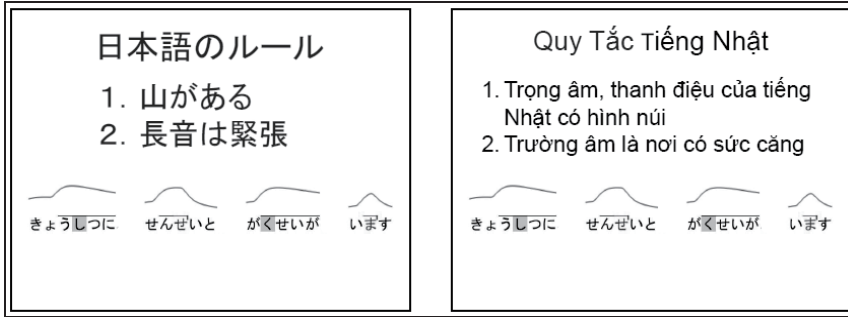 日本語のルール
1. 山がある
2. 長音は緊張
きょうしつに せんせいと がくせいが います
Quy Tắc Tiếng Nhật
1. Trọng âm, thanh điệu của tiếng
Nhật có hình núi
2. Trường âm là nơi có sức căng
きょうしつに せんせいと がくせいが います